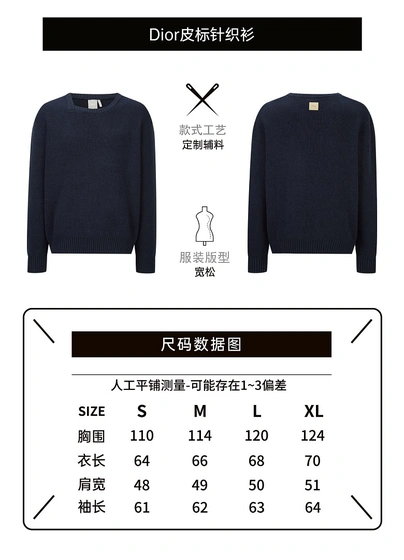 Dior皮标针织衫
款式工艺
定制辅料
服装版型
宽松
尺码数据图
人工平铺测量-可能存在1~3偏差
SIZE S M L XL
胸围 110 114 120 124
衣长 64 66 68 70
肩宽 48 49 50 51
袖长 61 62 63 64